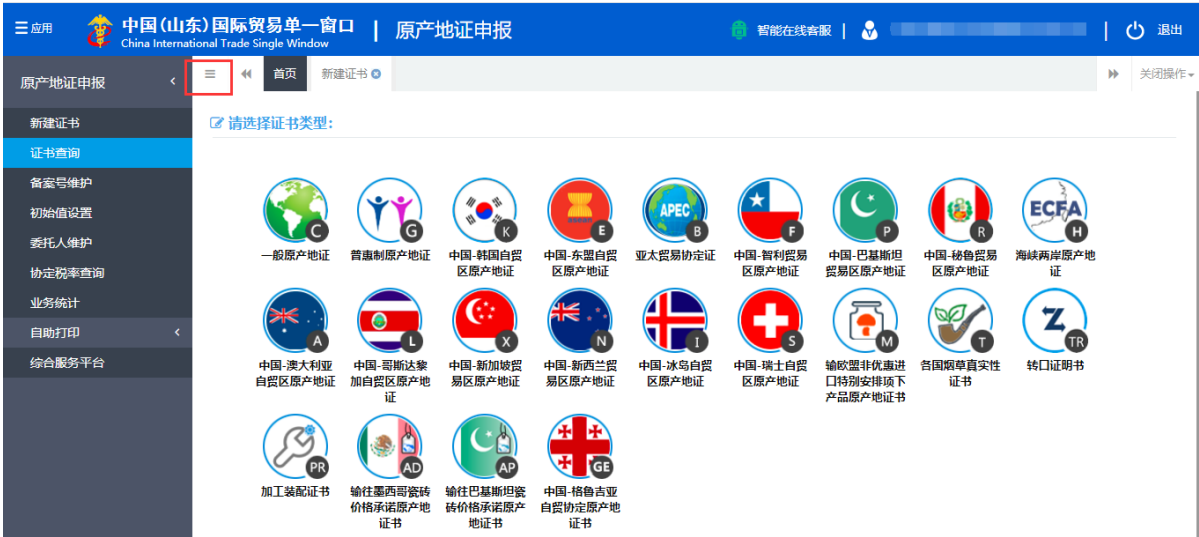 应用
中国(山东)国际贸易单一窗口 | 原产地证申报
China International Trade Single Window
智能在线客服 |
| 退出
原产地证申报
首页
新建证书
关闭操作
新建证书
证书查询
备案号维护
初始值设置
委托人维护
协定税率查询
业务统计
自助打印
综合服务平台
请选择证书类型：
C
G
K
E
APEC
B
F
P
R
ECFA
H
一般原产地证
普惠制原产地证
中国-韩国自贸
区原产地证
中国-东盟自贸
区原产地证
亚太贸易协定证
中国-智利贸易
区原产地证
中国-巴基斯坦
贸易区原产地证
中国-秘鲁贸易
区原产地证
海峡两岸原产地
证
A
L
X
N
I
S
M
T
Z
TR
中国-澳大利亚
自贸区原产地证
中国-哥斯达黎
加自贸区原产地
证
中国-新加坡贸
易区原产地证
中国-新西兰贸
易区原产地证
中国-冰岛自贸
区原产地证
中国-瑞士自贸
区原产地证
输欧盟非优惠进
口特别安排项下
产品原产地证书
各国烟草真实性
证书
转口证明书
PR
AD
AP
GE
加工装配证书
输往墨西哥瓷砖
价格承诺原产地
证书
输往巴基斯坦瓷
砖价格承诺原产
地证书
中国-格鲁吉亚
自贸协定原产地
证书